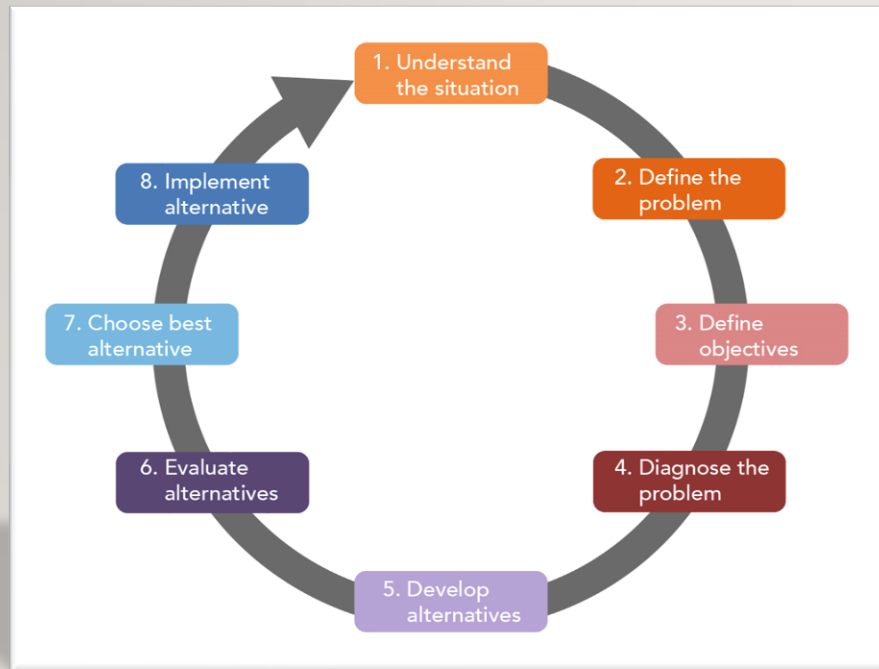 1. Understand
the situation
2. Define the
problem
3. Define
objectives
4. Diagnose the
problem
5. Develop
alternatives
6. Evaluate
alternatives
7. Choose best
alternative
8. Implement
alternative